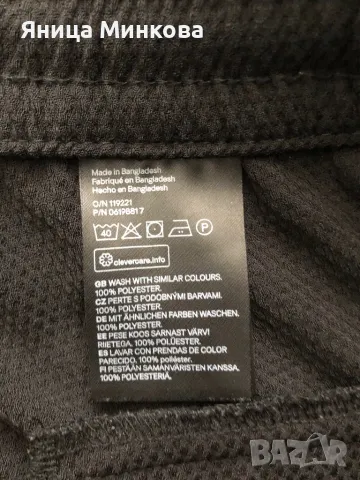 Яница Минкова
Made in Bangladesh
Fabriqué en Bangladesh
Hecho en Bangladesh
O/N 119221
P/N 06198817
40 P
clevercare.info
GB WASH WITH SIMILAR COLOURS.
100% POLYESTER.
CZ PERTE S PODOBNÝMI BARVAMI.
100% POLYESTER.
DE MIT ÄHNLICHEN FARBEN WASCHEN.
100% POLYESTER.
EE PESE KOOS SARNAST VÄRVI
RIIETEGA. 100% POLÜESTER.
ES LAVAR CON PRENDAS DE COLOR
PARECIDO. 100% poliéster.
FI PESTÄÄN SAMANVÄRISTEN KANSSA.
100% POLYESTERIÄ.
BAZAR